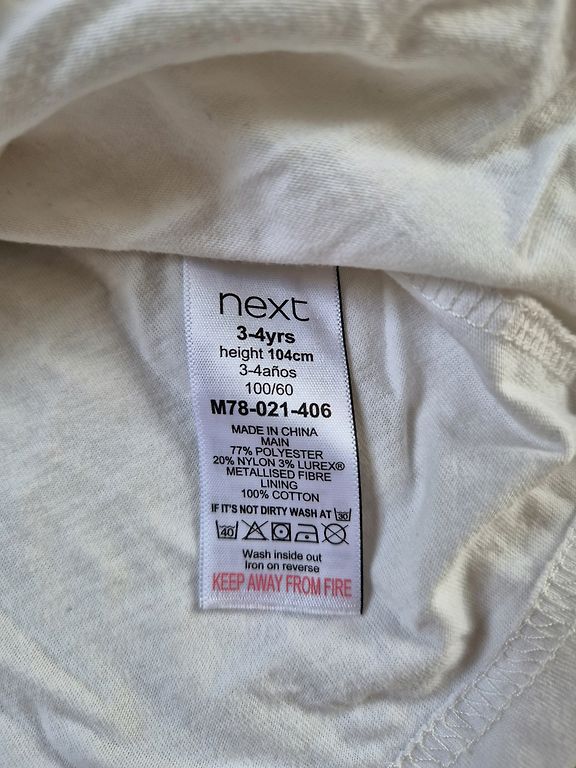 next
3-4yrs
height 104cm
3-4años
100/60
M78-021-406
MADE IN CHINA
MAIN
77% POLYESTER
20% NYLON 3% LUREX®
METALLISED FIBRE
LINING
100% COTTON
IF IT'S NOT DIRTY WASH AT 30
40
Wash inside out
Iron on reverse
KEEP AWAY FROM FIRE